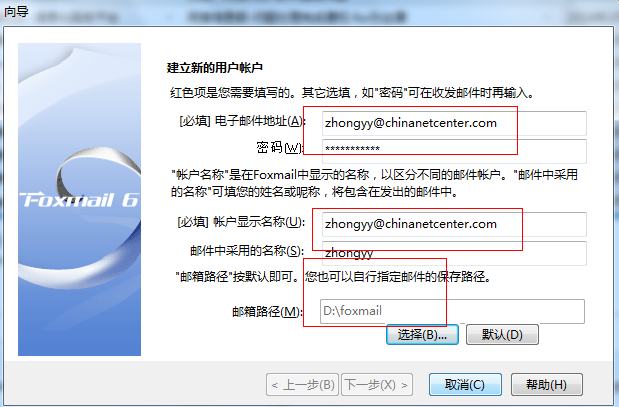 向导
建立新的用户帐户
红色项是您需要填写的。其它选填，如"密码"可在收发邮件时再输入。
[必填] 电子邮件地址(A): zhongyy@chinanetcenter.com
密码(W): ***********
"帐户名称"是在Foxmail中显示的名称，以区分不同的邮件帐户。"邮件中采用
的名称"可填您的姓名或昵称，将包含在发出的邮件中。
Foxmail 6
[必填] 帐户显示名称(U): zhongyy@chinanetcenter.com
邮件中采用的名称(S): zhongyy
"邮箱路径"按默认即可。您也可以自行指定邮件的保存路径。
邮箱路径(M): D:\foxmail
选择(B)... 默认(D)
< 上一步(B) 下一步(X) > 取消(C) 帮助(H)